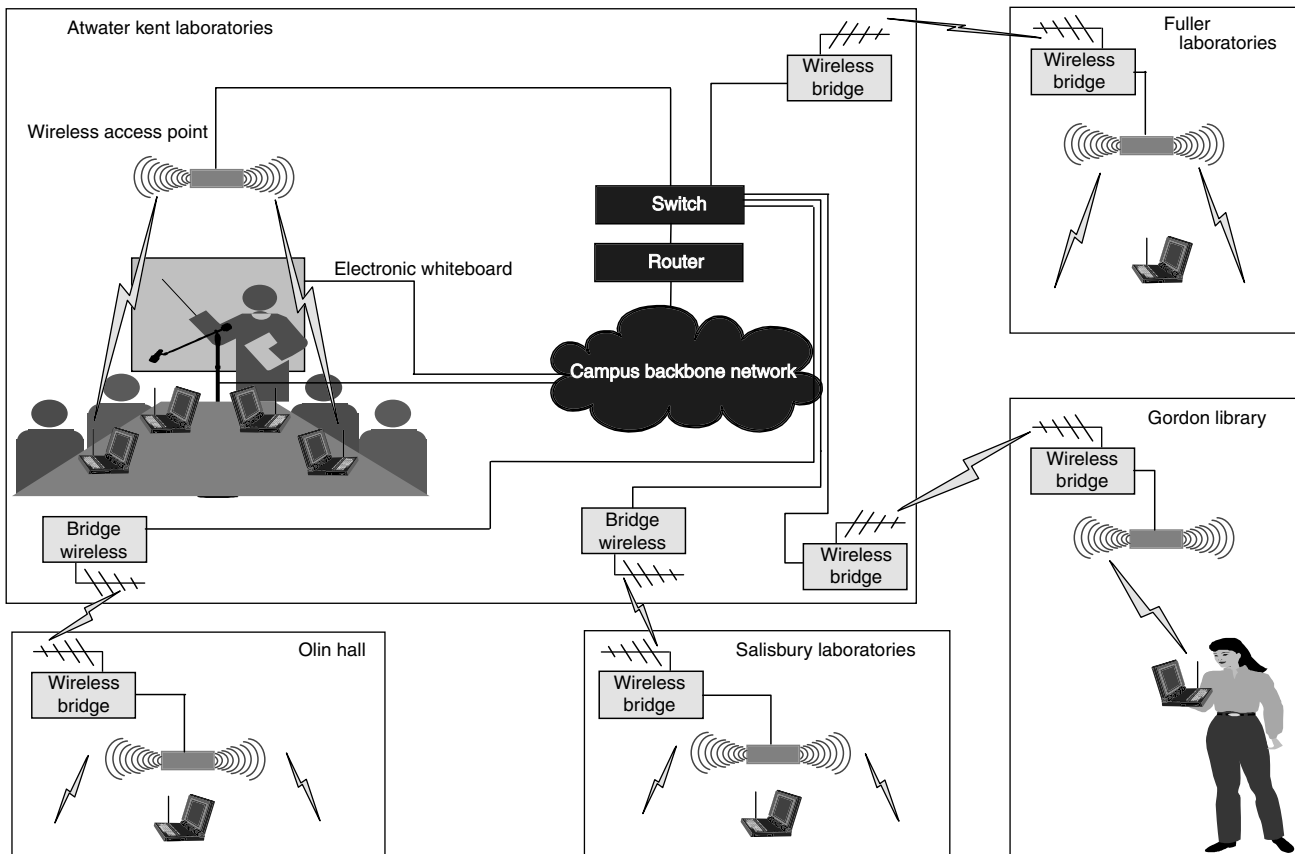 Atwater kent laboratories
Wireless
bridge
Fuller
laboratories
Wireless
bridge
Wireless access point
Switch
Router
Electronic whiteboard
Campus backbone network
Gordon library
Wireless
bridge
Bridge
wireless
Bridge
wireless
Wireless
bridge
Olin hall
Wireless
bridge
Salisbury laboratories
Wireless
bridge